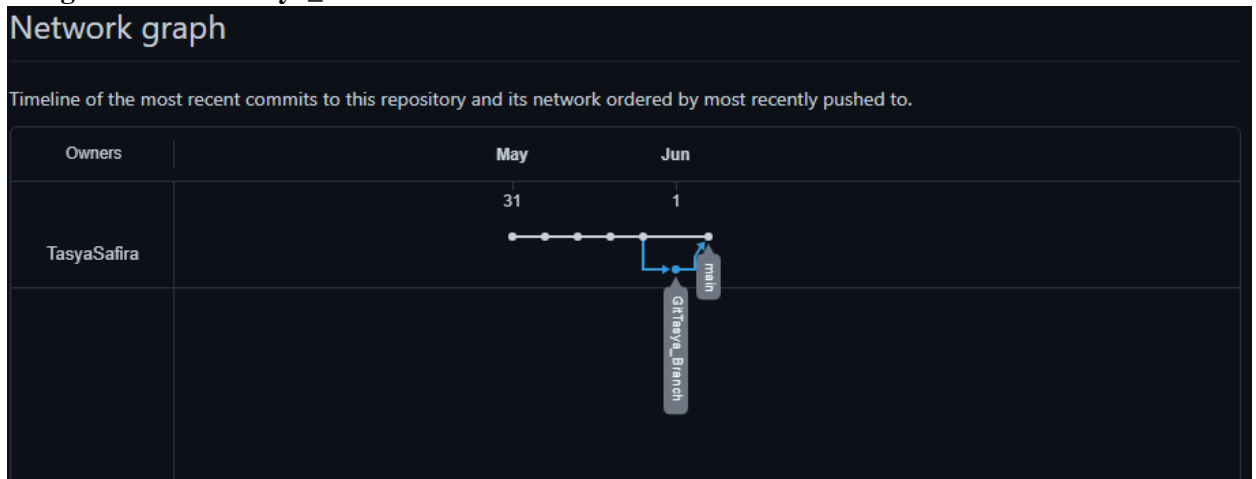 Network graph
Timeline of the most recent commits to this repository and its network ordered by most recently pushed to.
Owners
May
Jun
31
1
TasyaSafira
main
GitTasya_Branch